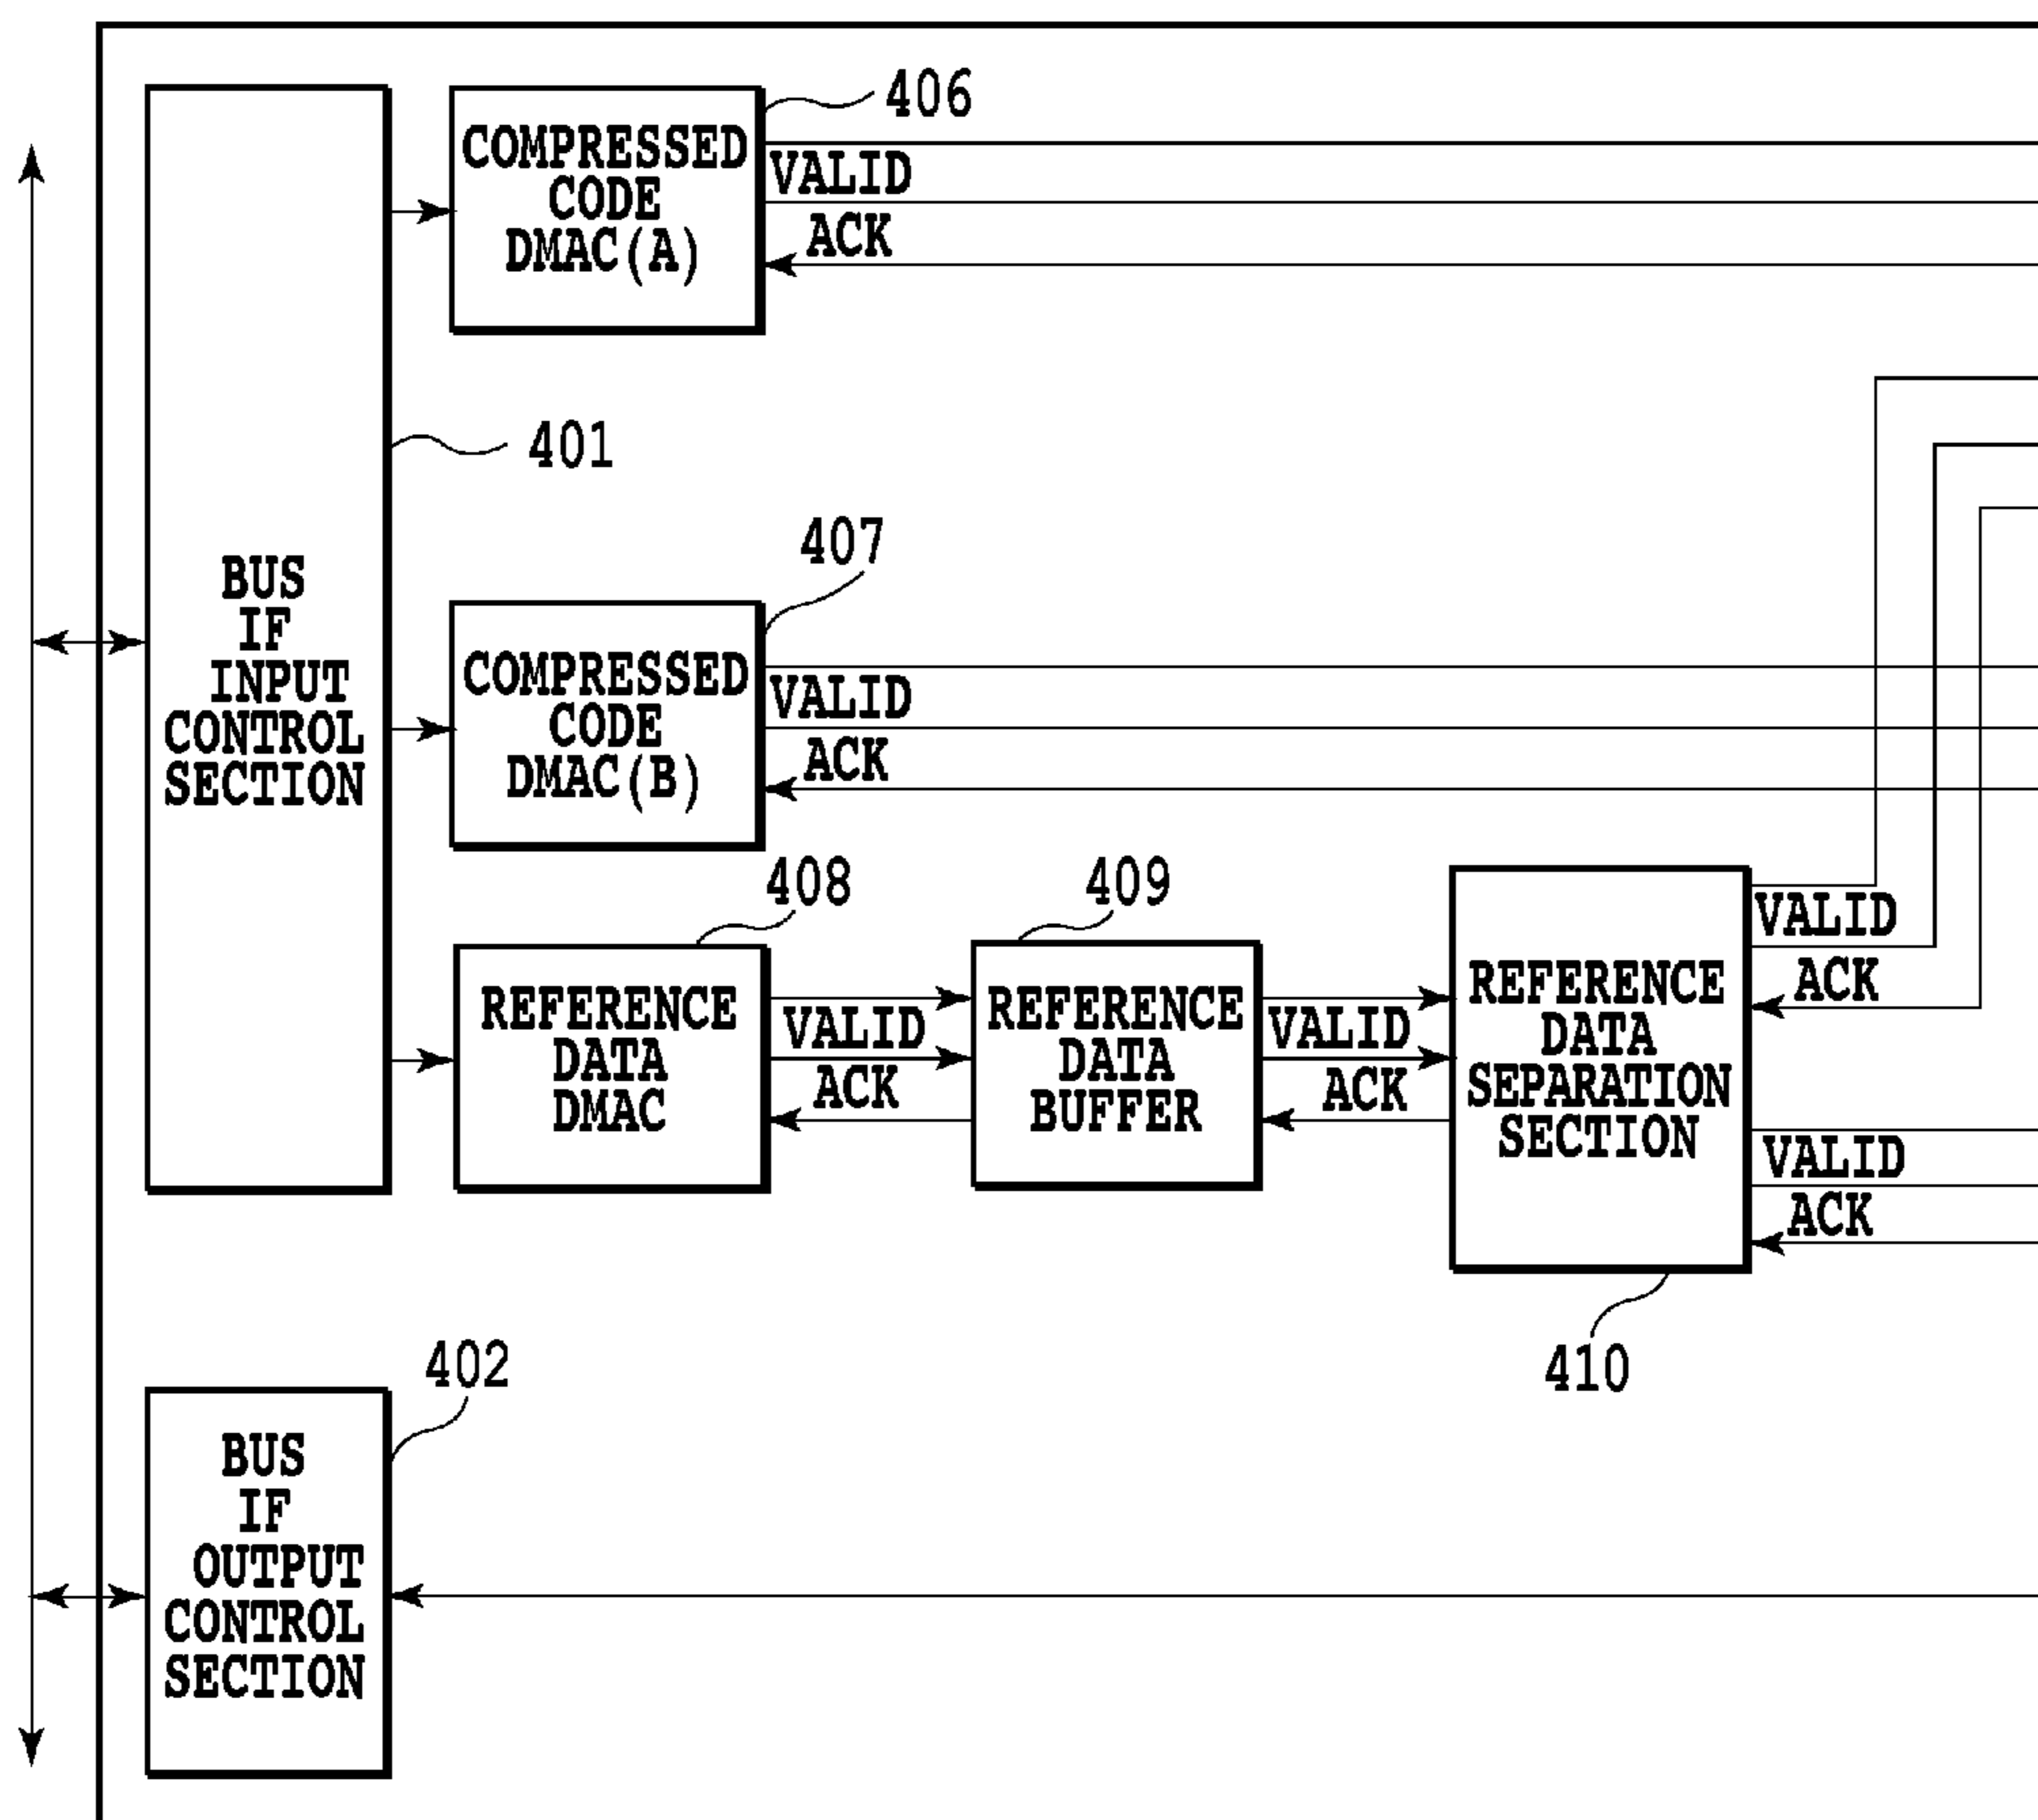 406
COMPRESSED
CODE
DMAC(A)
VALID
ACK
401
BUS
IF
INPUT
CONTROL
SECTION
407
COMPRESSED
CODE
DMAC(B)
VALID
ACK
408
REFERENCE
DATA
DMAC
VALID
ACK
409
REFERENCE
DATA
BUFFER
VALID
ACK
REFERENCE
DATA
SEPARATION
SECTION
VALID
ACK
VALID
ACK
410
402
BUS
IF
OUTPUT
CONTROL
SECTION